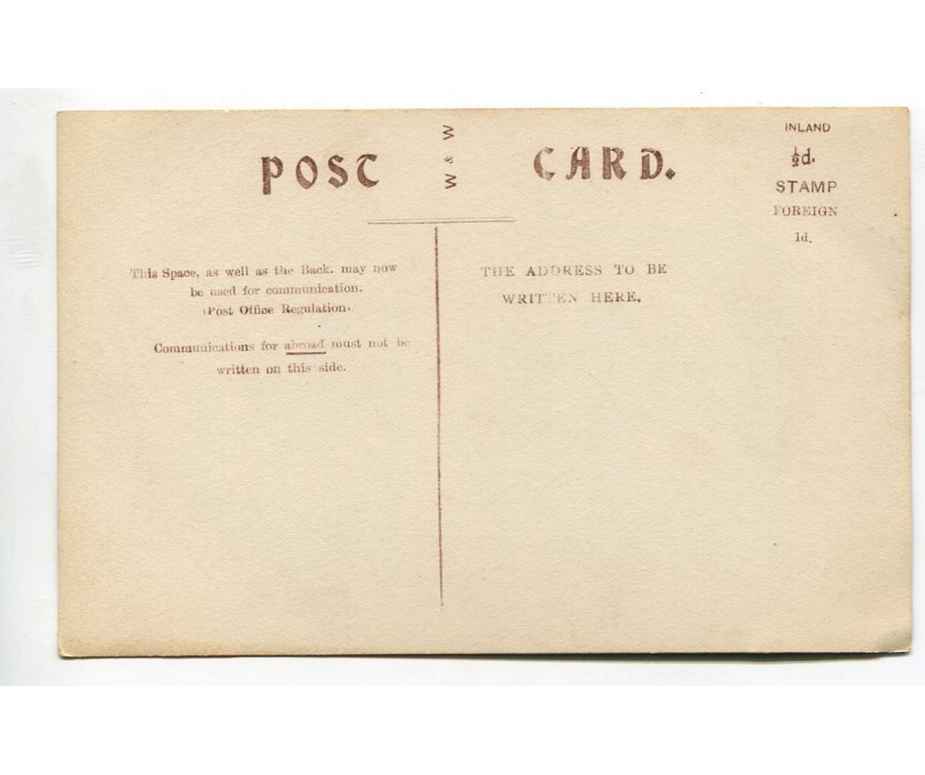 POST CARD.
W & W
INLAND
½d.
STAMP
FOREIGN
1d.
This Space, as well as the Back, may now
be used for communication.
(Post Office Regulation.
Communications for abroad must not be
written on this side.
THE ADDRESS TO BE
WRITTEN HERE.